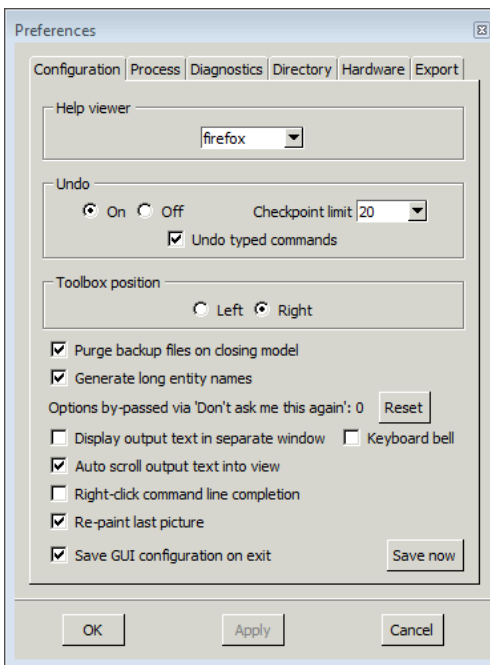 Preferences
Configuration Process Diagnostics Directory Hardware Export
Help viewer
firefox
Undo
On Off Checkpoint limit 20
Undo typed commands
Toolbox position
Left Right
Purge backup files on closing model
Generate long entity names
Options by-passed via 'Don't ask me this again': 0 Reset
Display output text in separate window Keyboard bell
Auto scroll output text into view
Right-click command line completion
Re-paint last picture
Save GUI configuration on exit Save now
OK Apply Cancel